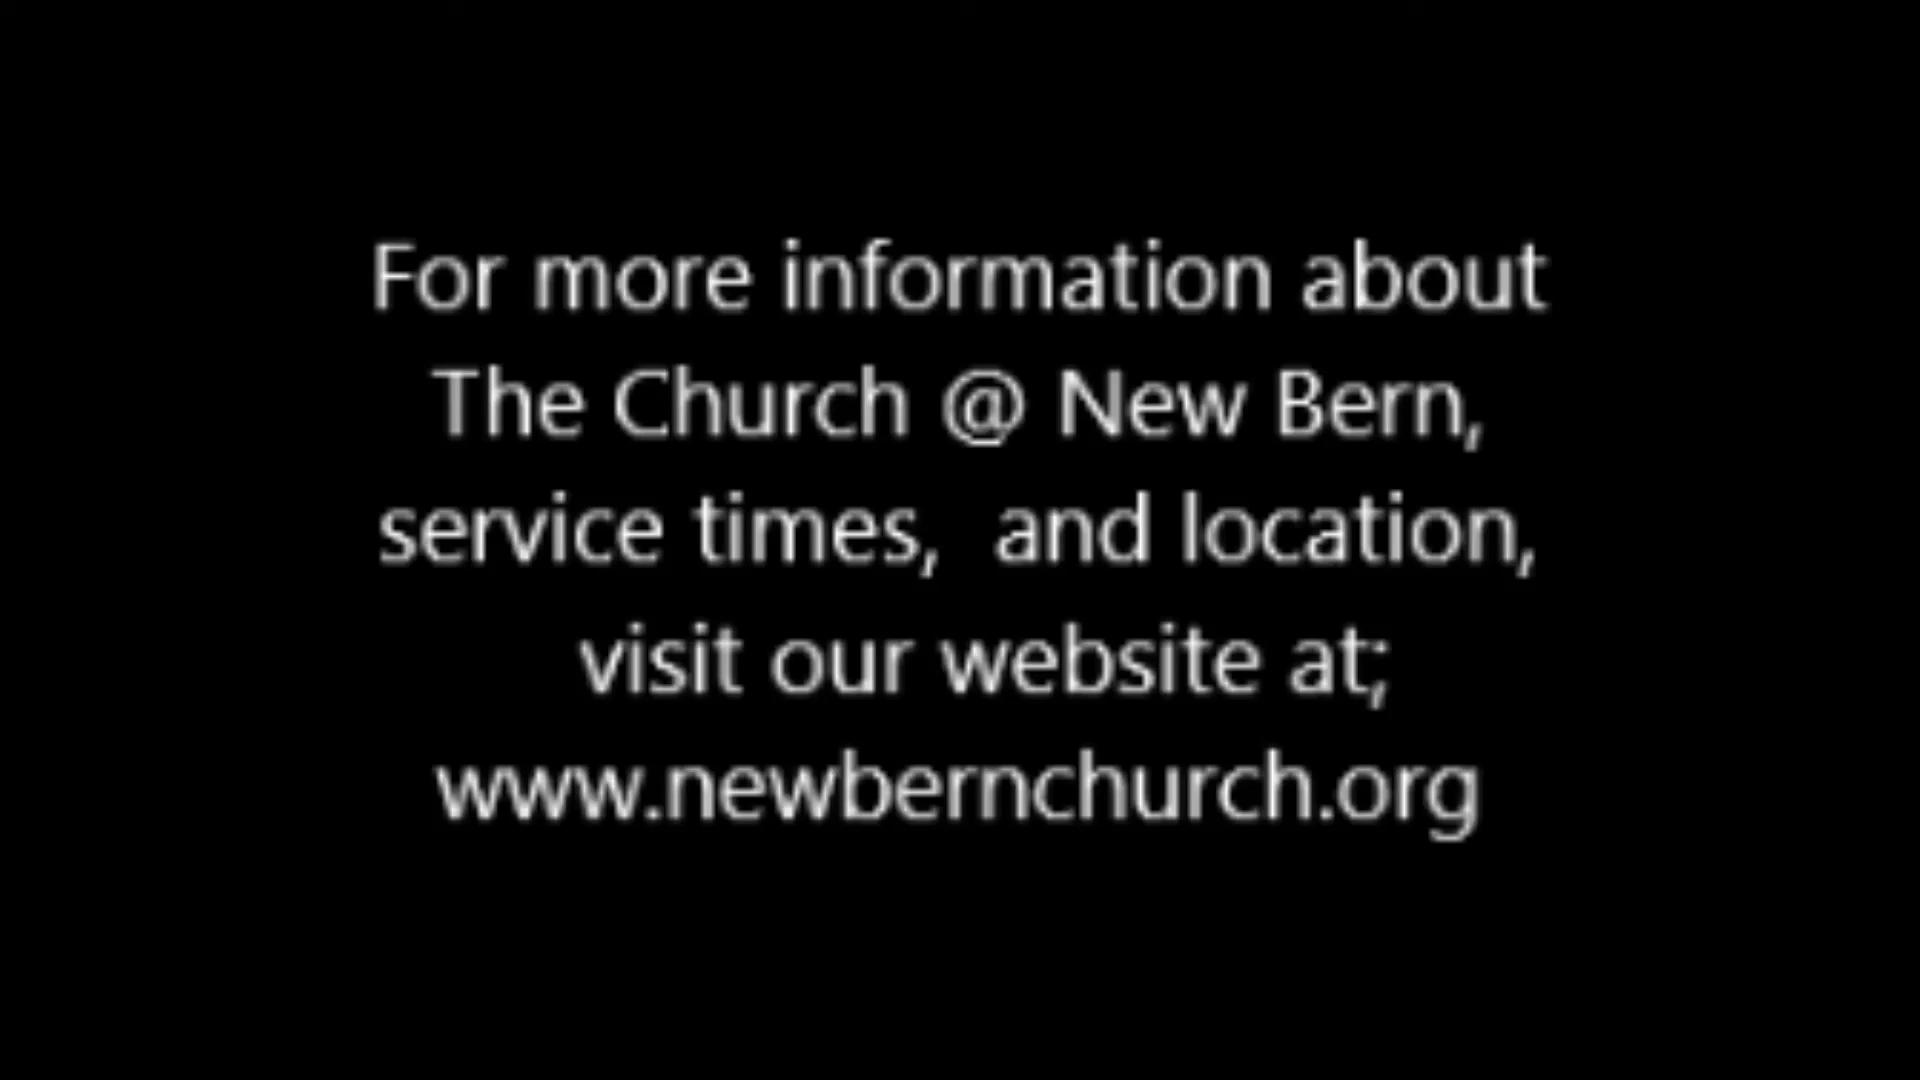 For more information about
The Church @ New Bern,
service times,  and location,
visit our website at;
www.newbernchurch.org